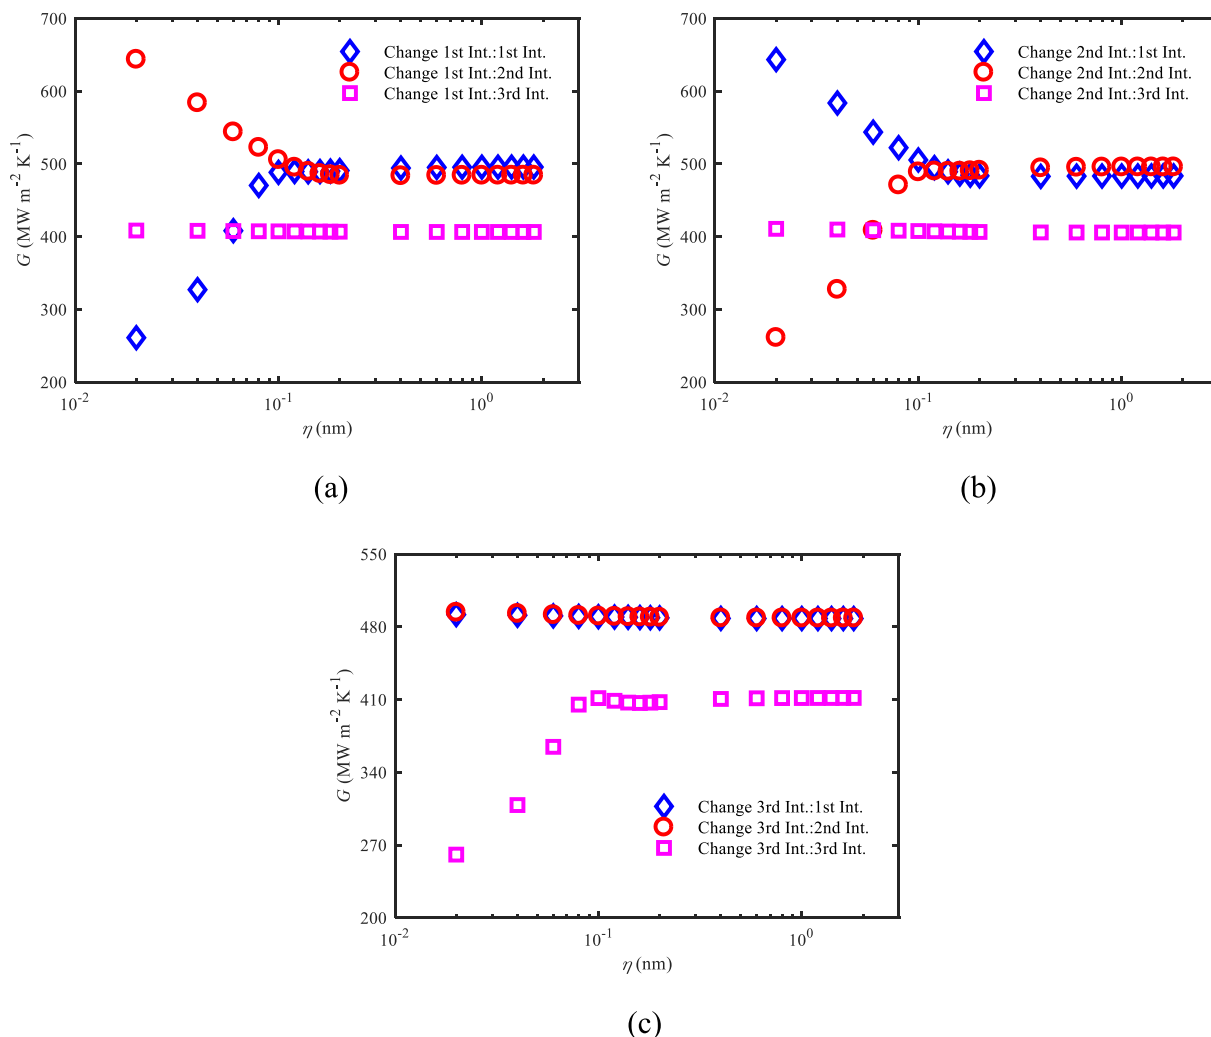 700
600
500
400
300
200
G (MW m⁻² K⁻¹)
Change 1st Int.:1st Int.
Change 1st Int.:2nd Int.
Change 1st Int.:3rd Int.
10⁻² 10⁻¹ 10⁰
η (nm)
(a)
700
600
500
400
300
200
G (MW m⁻² K⁻¹)
Change 2nd Int.:1st Int.
Change 2nd Int.:2nd Int.
Change 2nd Int.:3rd Int.
10⁻² 10⁻¹ 10⁰
η (nm)
(b)
550
480
410
340
270
200
G (MW m⁻² K⁻¹)
Change 3rd Int.:1st Int.
Change 3rd Int.:2nd Int.
Change 3rd Int.:3rd Int.
10⁻² 10⁻¹ 10⁰
η (nm)
(c)